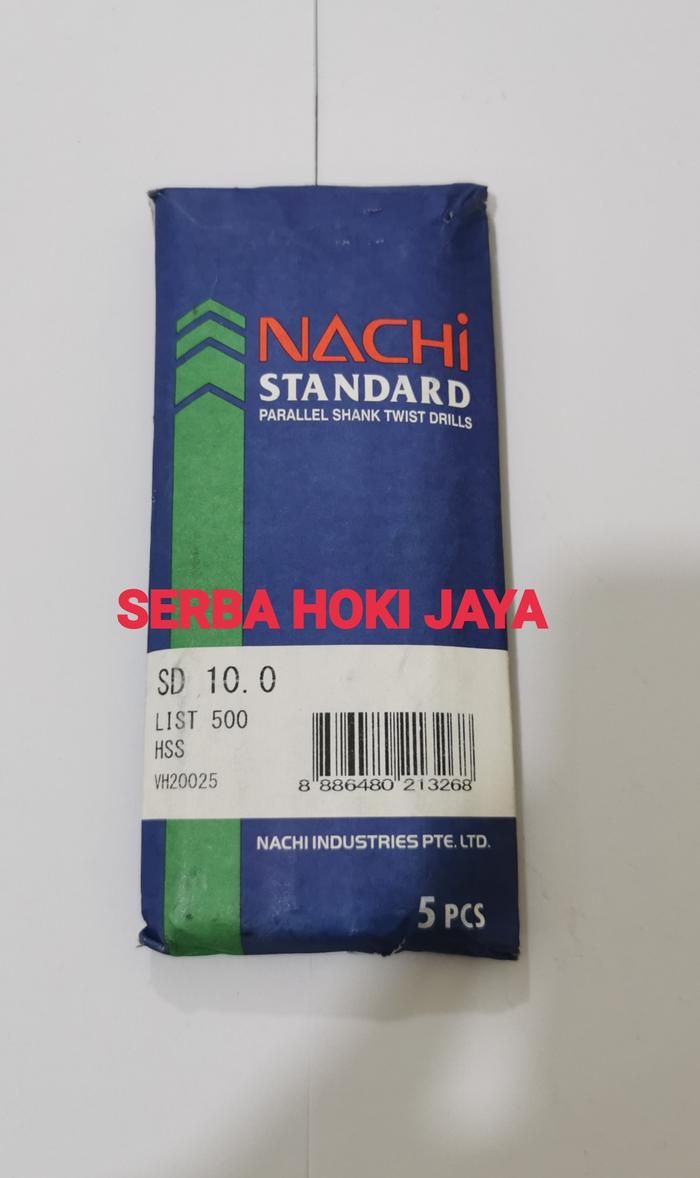 NACHi
STANDARD
PARALLEL SHANK TWIST DRILLS
SERBA HOKI JAYA
SD 10.0
LIST 500
HSS
VH20025
8 886480 213268
NACHI INDUSTRIES PTE. LTD.
5 PCS